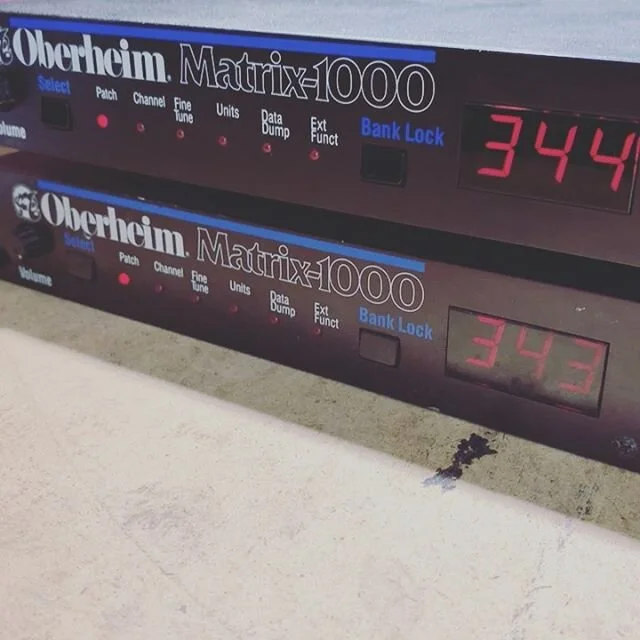 Oberheim. Matrix-1000
Select
Patch
Channel
Fine
Tune
Units
Data
Dump
Ext
Funct
Bank Lock
344
Volume
Oberheim. Matrix-1000
Select
Patch
Channel
Fine
Tune
Units
Data
Dump
Ext
Funct
Bank Lock
343
Volume